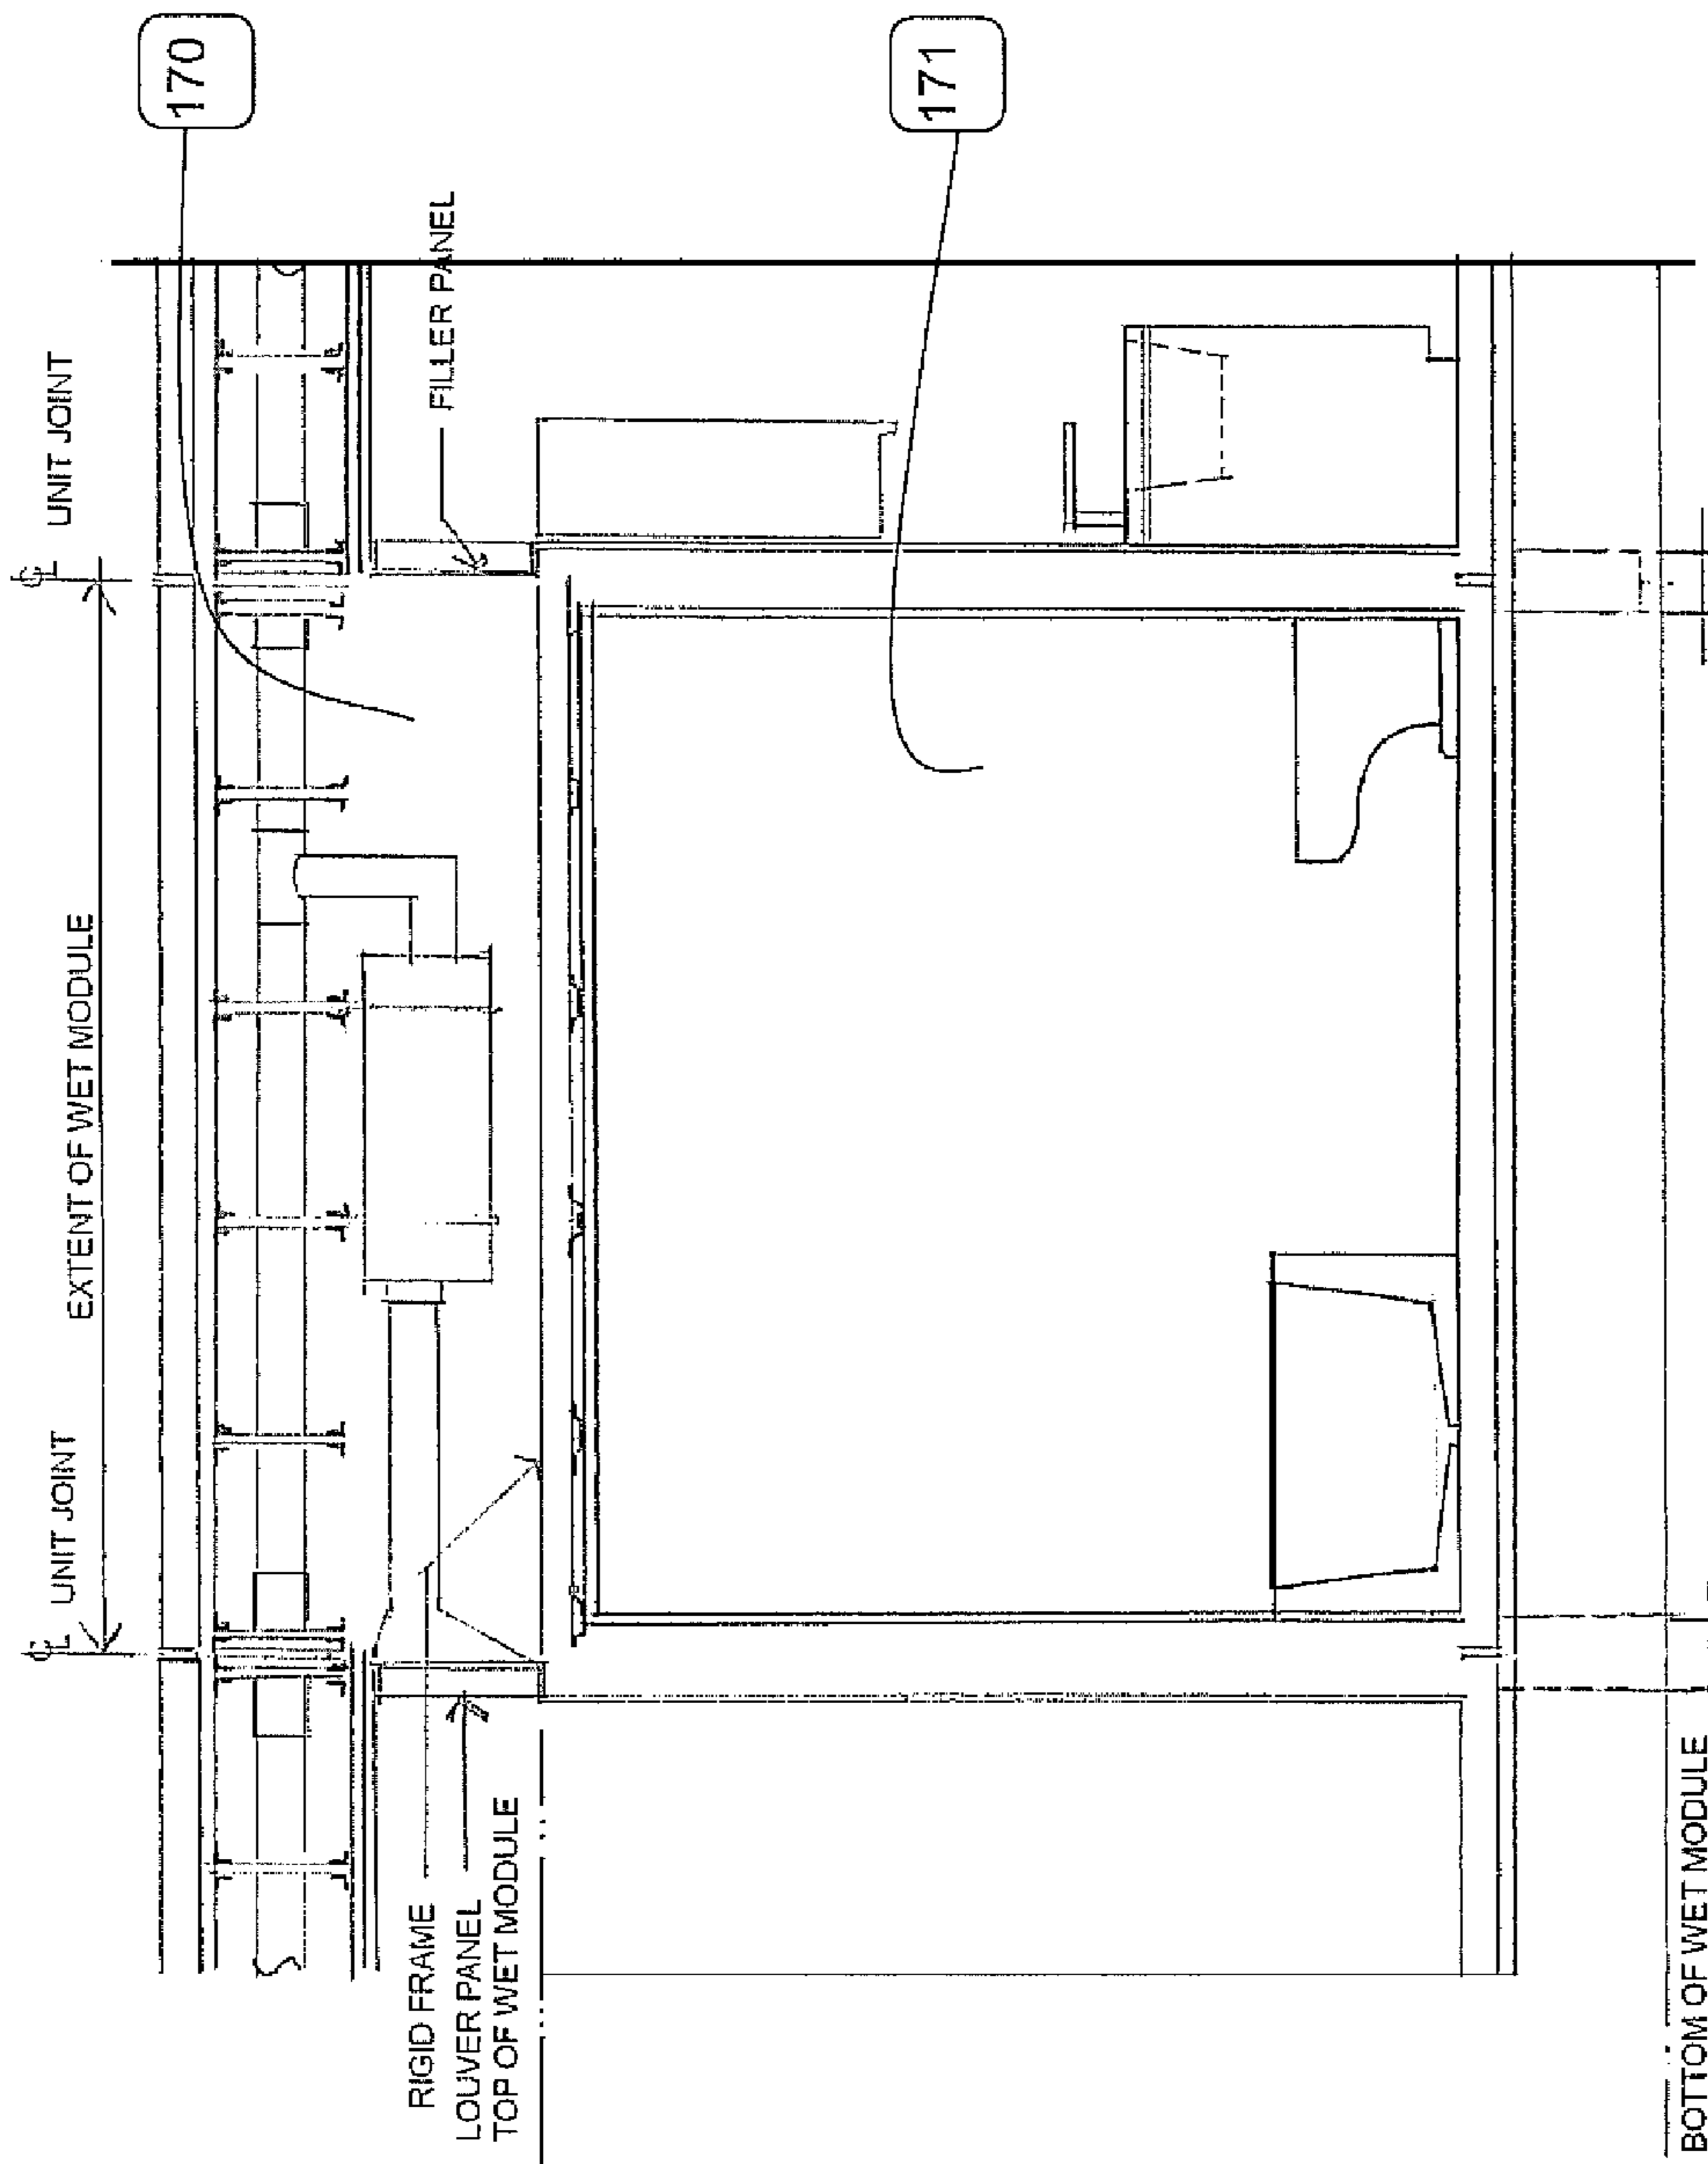 170
171
UNIT JOINT
EXTENT OF WET MODULE
UNIT JOINT
FILLER PANEL
RIGID FRAME
LOUVER PANEL
TOP OF WET MODULE
BOTTOM OF WET MODULE